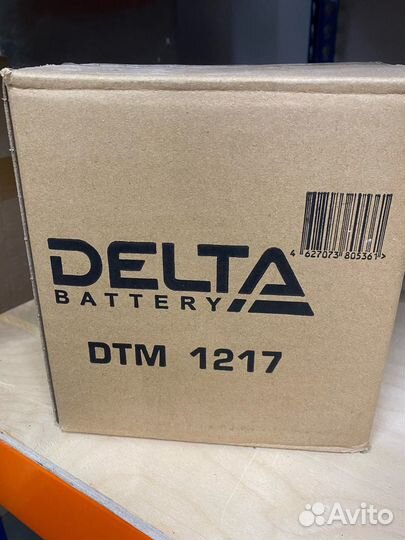 4 627073 805361>
DELTA
BATTERY
DTM 1217
Avito